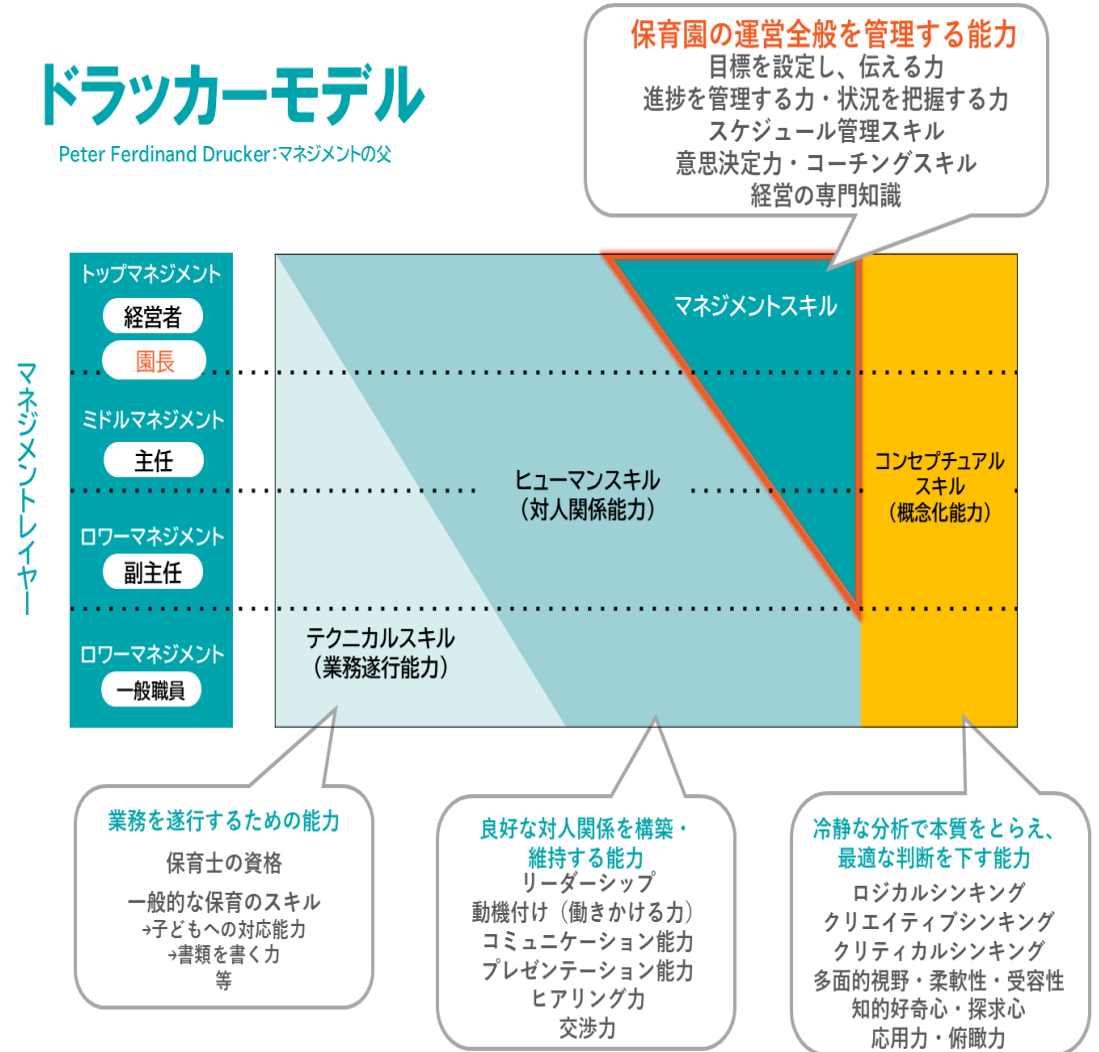 ドラッカーモデル
Peter Ferdinand Drucker:マネジメントの父
保育園の運営全般を管理する能力
目標を設定し、伝える力
進捗を管理する力・状況を把握する力
スケジュール管理スキル
意思決定力・コーチングスキル
経営の専門知識
マネジメントレイヤー
トップマネジメント
経営者
園長
ミドルマネジメント
主任
ロワーマネジメント
副主任
ロワーマネジメント
一般職員
テクニカルスキル
(業務遂行能力)
ヒューマンスキル
(対人関係能力)
マネジメントスキル
コンセプチュアル
スキル
(概念化能力)
業務を遂行するための能力
保育士の資格
一般的な保育のスキル
→子どもへの対応能力
→書類を書く力
等
良好な対人関係を構築・
維持する能力
リーダーシップ
動機付け（働きかける力）
コミュニケーション能力
プレゼンテーション能力
ヒアリング力
交渉力
冷静な分析で本質をとらえ、
最適な判断を下す能力
ロジカルシンキング
クリエイティブシンキング
クリティカルシンキング
多面的視野・柔軟性・受容性
知的好奇心・探求心
応用力・俯瞰力